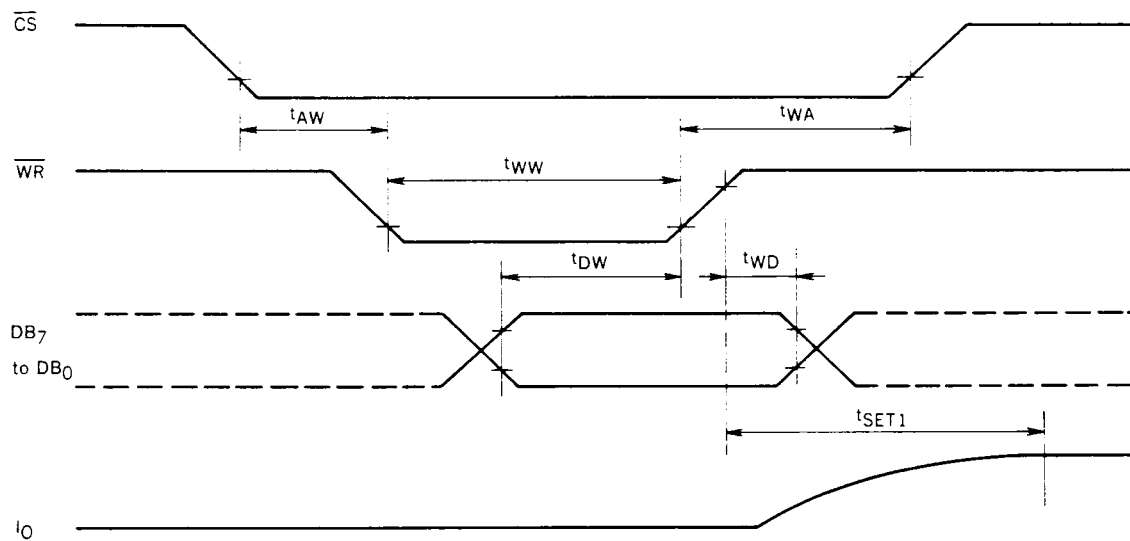 CS
tAW
tWA
WR
tWW
tDW
tWD
DB7
to DB0
tSET1
IO